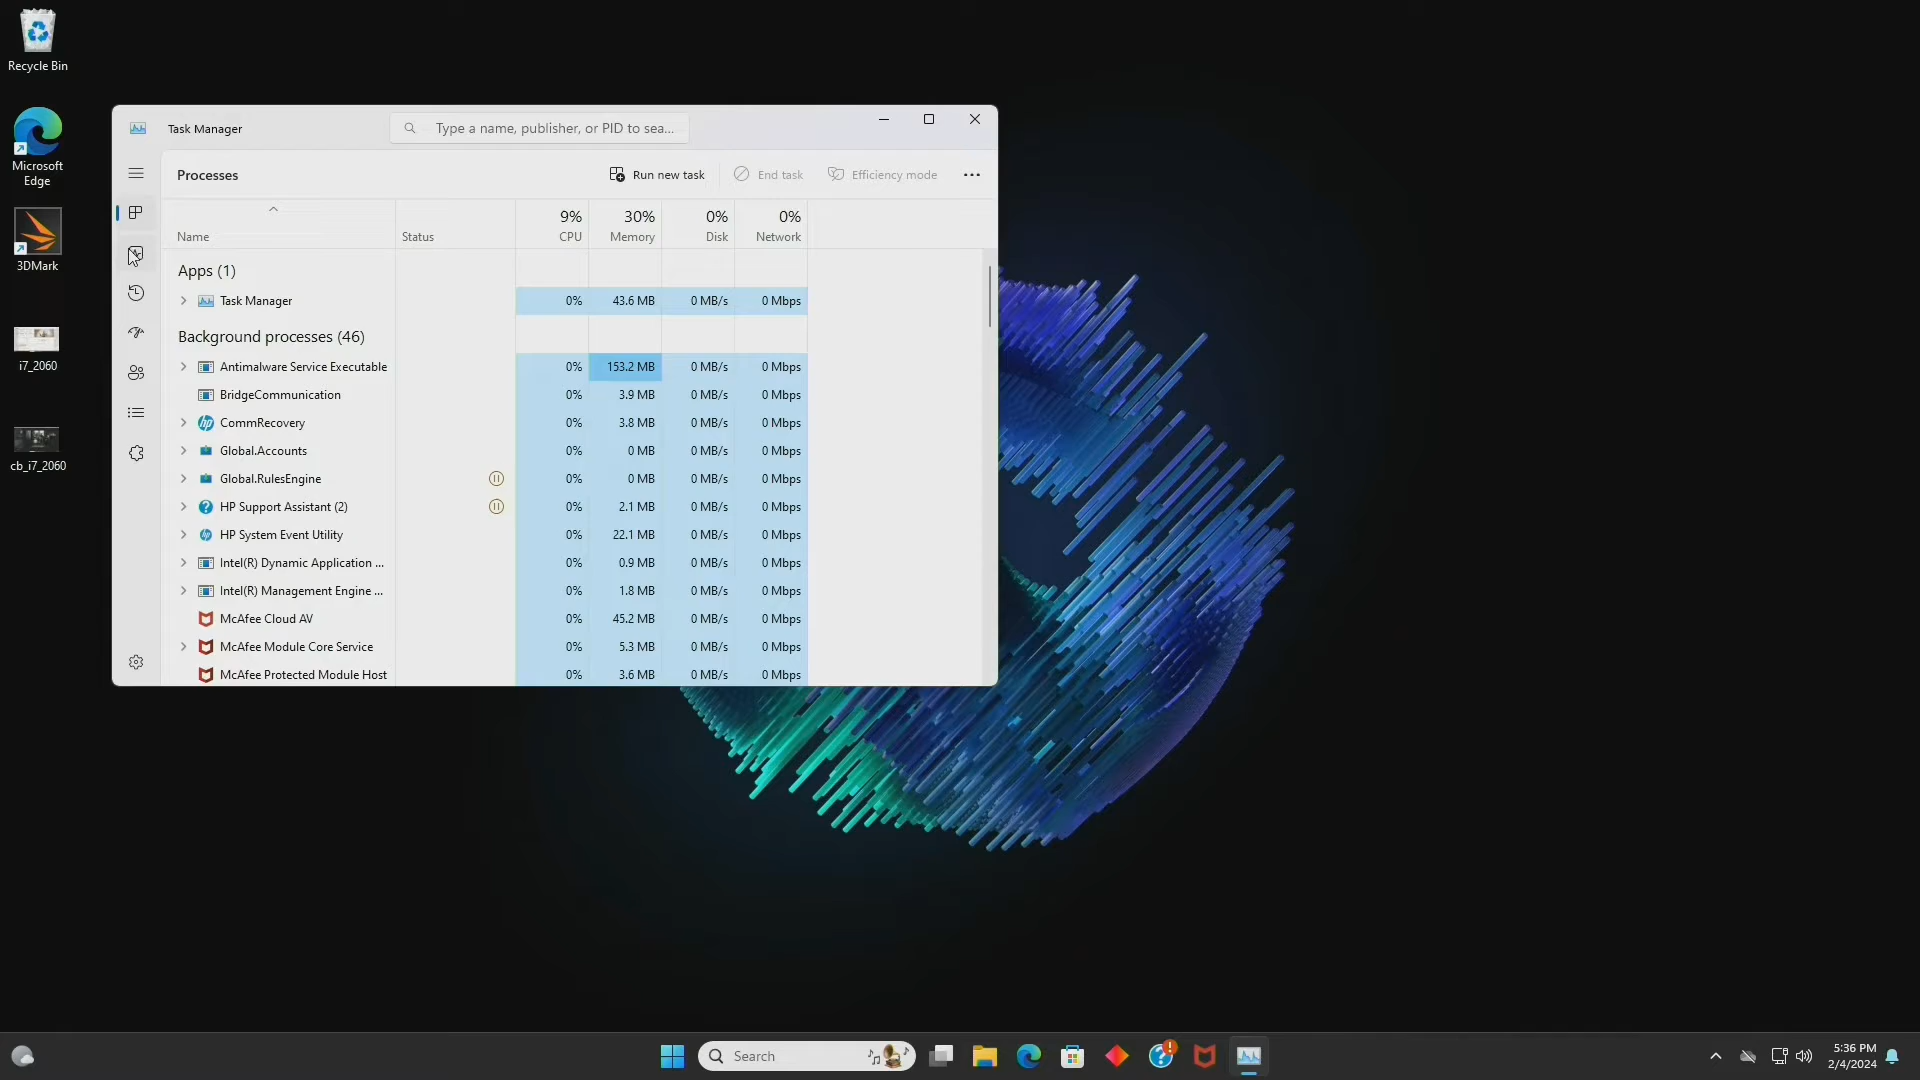 Recycle Bin
Microsoft
Edge
3DMark
i7_2060
cb_i7_2060
Task Manager
Type a name, publisher, or PID to sea...
Processes
Run new task
End task
Efficiency mode
9% 30% 0% 0%
Name Status CPU Memory Disk Network
Apps (1)
Task Manager 0% 43.6 MB 0 MB/s 0 Mbps
Background processes (46)
Antimalware Service Executable 0% 153.2 MB 0 MB/s 0 Mbps
BridgeCommunication 0% 3.9 MB 0 MB/s 0 Mbps
CommRecovery 0% 3.8 MB 0 MB/s 0 Mbps
Global.Accounts 0% 0 MB 0 MB/s 0 Mbps
Global.RulesEngine 0% 0 MB 0 MB/s 0 Mbps
HP Support Assistant (2) 0% 2.1 MB 0 MB/s 0 Mbps
HP System Event Utility 0% 22.1 MB 0 MB/s 0 Mbps
Intel(R) Dynamic Application ... 0% 0.9 MB 0 MB/s 0 Mbps
Intel(R) Management Engine ... 0% 1.8 MB 0 MB/s 0 Mbps
McAfee Cloud AV 0% 45.2 MB 0 MB/s 0 Mbps
McAfee Module Core Service 0% 5.3 MB 0 MB/s 0 Mbps
McAfee Protected Module Host 0% 3.6 MB 0 MB/s 0 Mbps
Search
5:36 PM
2/4/2024